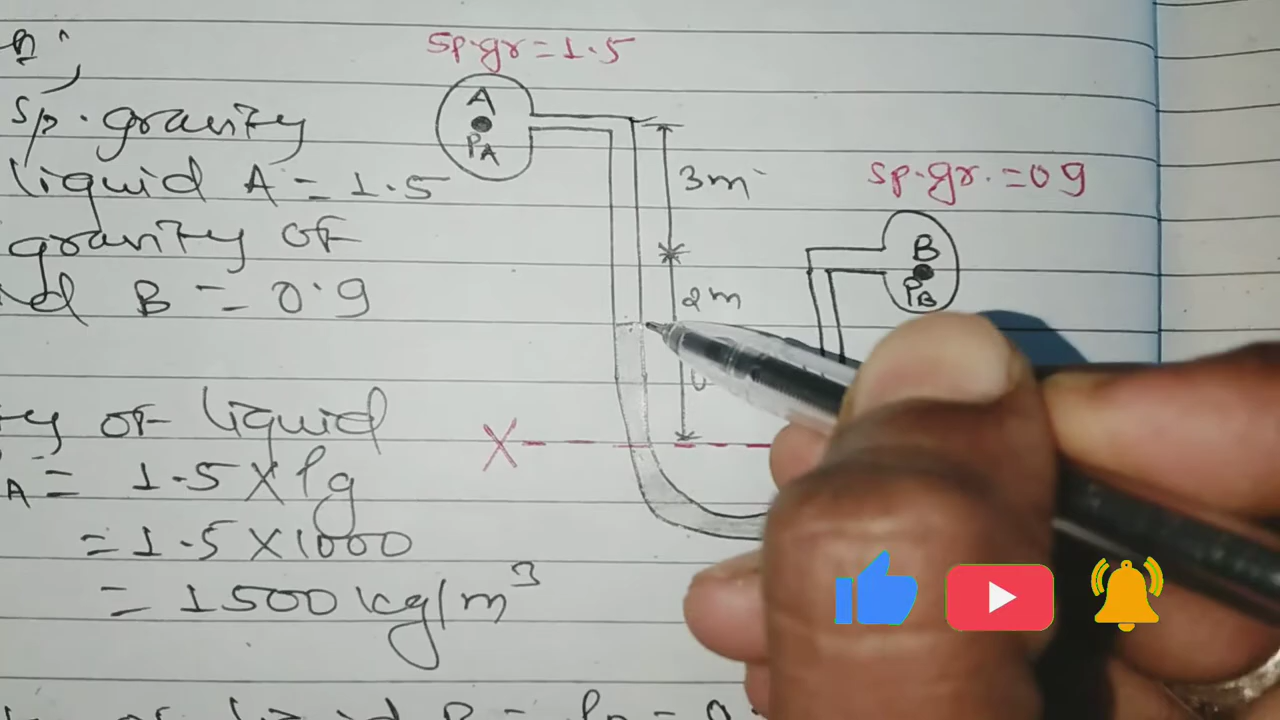 sp.gr = 1.5
sp. gravity
liquid A = 1.5
gravity of
B = 0.9
A
PA
3m
2m
sp.gr. = 0 9
B
PB
X
of liquid
A = 1.5 X ρg
= 1.5 X 1000
= 1500 kg/m³